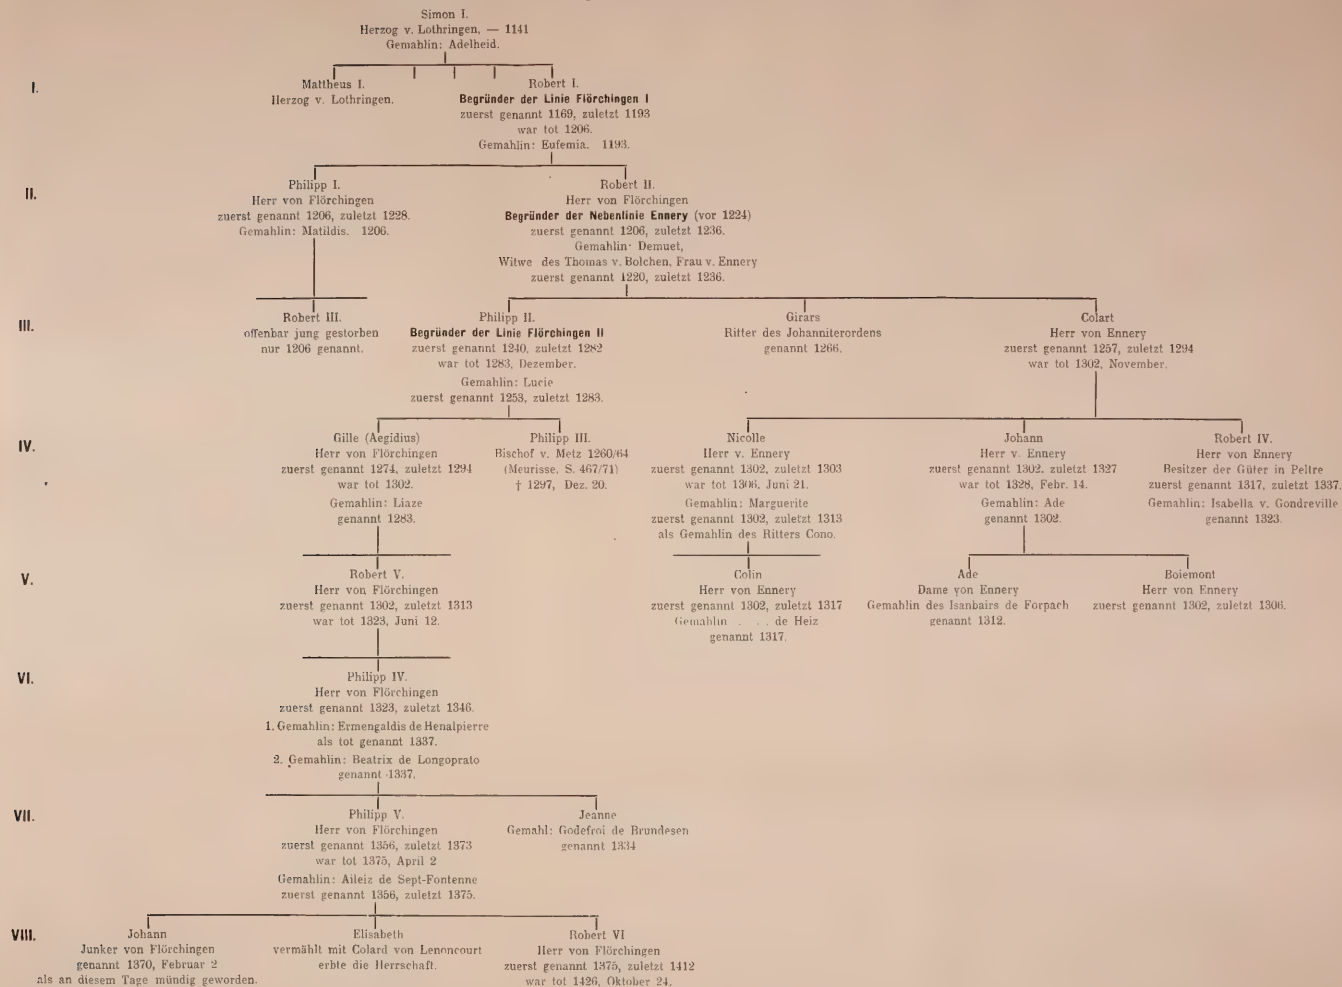 Simon I.
Herzog v. Lothringen, — 1141
Gemahlin: Adelheid.
I.
Mattheus I.
Herzog v. Lothringen.
Robert I.
Begründer der Linie Flörchingen I
zuerst genannt 1169, zuletzt 1193
war tot 1206.
Gemahlin: Eufemia. 1193.
II.
Philipp I.
Herr von Flörchingen
zuerst genannt 1206, zuletzt 1228.
Gemahlin: Matildis. 1206.
Robert II.
Herr von Flörchingen
Begründer der Nebenlinie Ennery (vor 1224)
zuerst genannt 1206, zuletzt 1236.
Gemahlin: Demuet,
Witwe des Thomas v. Bolchen, Frau v. Ennery
zuerst genannt 1220, zuletzt 1236.
III.
Robert III.
offenbar jung gestorben
nur 1206 genannt.
Philipp II.
Begründer der Linie Flörchingen II
zuerst genannt 1240, zuletzt 1282
war tot 1283, Dezember.
Gemahlin: Lucie
zuerst genannt 1253, zuletzt 1283.
Girars
Ritter des Johanniterordens
genannt 1266.
Colart
Herr von Ennery
zuerst genannt 1257, zuletzt 1294
war tot 1302, November.
IV.
Gille (Aegidius)
Herr von Flörchingen
zuerst genannt 1274, zuletzt 1294
war tot 1302.
Gemahlin: Liaze
genannt 1283.
Philipp III.
Bischof v. Metz 1260/64
(Meurisse. S. 467/71)
† 1297, Dez. 20.
Nicolle
Herr v. Ennery
zuerst genannt 1302, zuletzt 1303
war tot 1306, Juni 21.
Gemahlin: Marguerite
zuerst genannt 1302, zuletzt 1313
als Gemahlin des Ritters Cono.
Johann
Herr v. Ennery
zuerst genannt 1302, zuletzt 1327
war tot 1328, Febr. 14.
Gemahlin: Ade
genannt 1302.
Robert IV.
Herr von Ennery
Besitzer der Güter in Peltre
zuerst genannt 1317, zuletzt 1337.
Gemahlin: Isabella v. Gondreville
genannt 1323.
V.
Robert V.
Herr von Flörchingen
zuerst genannt 1302, zuletzt 1313
war tot 1323, Juni 12.
Colin
Herr von Ennery
zuerst genannt 1302, zuletzt 1317
Gemahlin . . . de Heiz
genannt 1317.
Ade
Dame von Ennery
Gemahlin des Isanbairs de Forpach
genannt 1312.
Boiemont
Herr von Ennery
zuerst genannt 1302, zuletzt 1306.
VI.
Philipp IV.
Herr von Flörchingen
zuerst genannt 1323, zuletzt 1346.
1. Gemahlin: Ermengaldis de Henalpierre
als tot genannt 1337.
2. Gemahlin: Beatrix de Longoprato
genannt 1337.
VII.
Philipp V.
Herr von Flörchingen
zuerst genannt 1356, zuletzt 1373
war tot 1375, April 2
Gemahlin: Aileiz de Sept-Fontenne
zuerst genannt 1356, zuletzt 1375.
Jeanne
Gemahl: Godefroi de Brundesen
genannt 1334
VIII.
Johann
Junker von Flörchingen
genannt 1370, Februar 2
als an diesem Tage mündig geworden.
Elisabeth
vermählt mit Colard von Lenoncourt
erbte die Herrschaft.
Robert VI
Herr von Flörchingen
zuerst genannt 1375, zuletzt 1412
war tot 1426, Oktober 24.